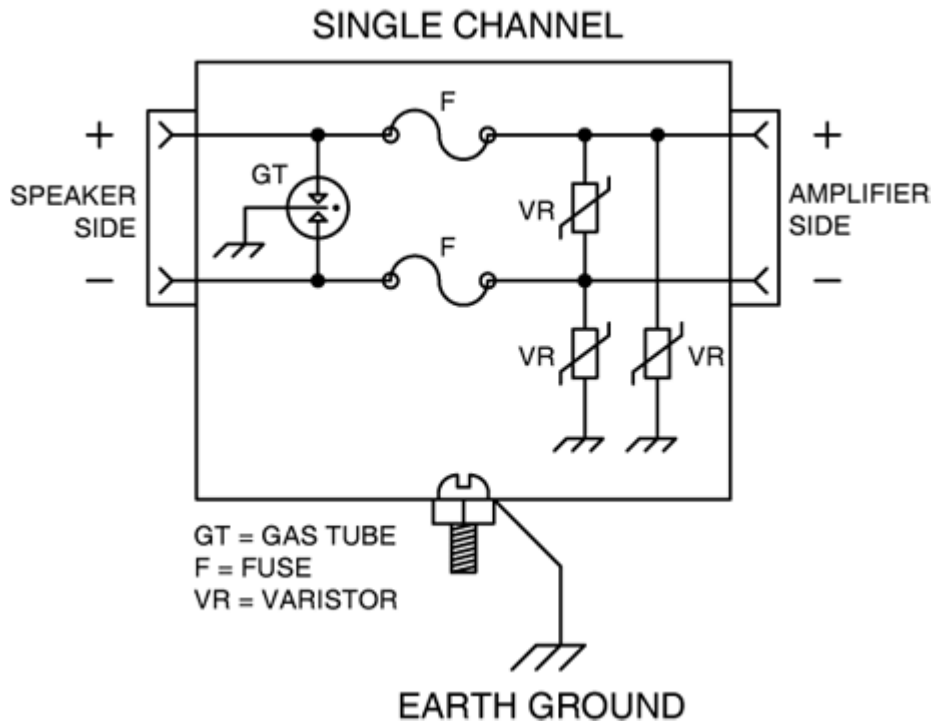 SINGLE CHANNEL
F
+
+
GT
SPEAKER
SIDE
VR
AMPLIFIER
SIDE
F
−
−
VR
VR
GT = GAS TUBE
F = FUSE
VR = VARISTOR
EARTH GROUND